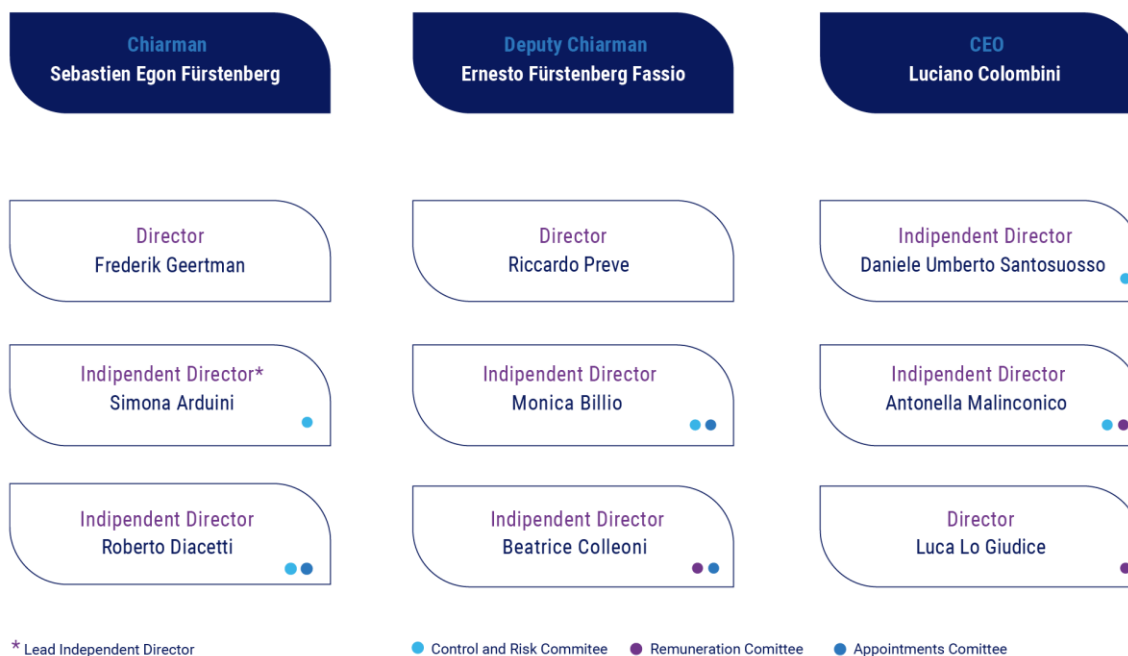 Chiarman
Sebastien Egon Fürstenberg
Deputy Chiarman
Ernesto Fürstenberg Fassio
CEO
Luciano Colombini
Director
Frederik Geertman
Director
Riccardo Preve
Indipendent Director
Daniele Umberto Santosuosso
Indipendent Director*
Simona Arduini
Indipendent Director
Monica Billio
Indipendent Director
Antonella Malinconico
Indipendent Director
Roberto Diacetti
Indipendent Director
Beatrice Colleoni
Director
Luca Lo Giudice
* Lead Independent Director
Control and Risk Commitee
Remuneration Comittee
Appointments Comittee